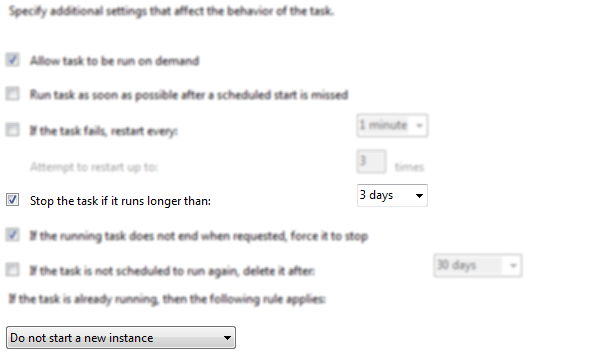 Specify additional settings that affect the behavior of the task.
Allow task to be run on demand
Run task as soon as possible after a scheduled start is missed
If the task fails, restart every: 1 minute
Attempt to restart up to: 3 times
Stop the task if it runs longer than: 3 days
If the running task does not end when requested, force it to stop
If the task is not scheduled to run again, delete it after: 30 days
If the task is already running, then the following rule applies:
Do not start a new instance